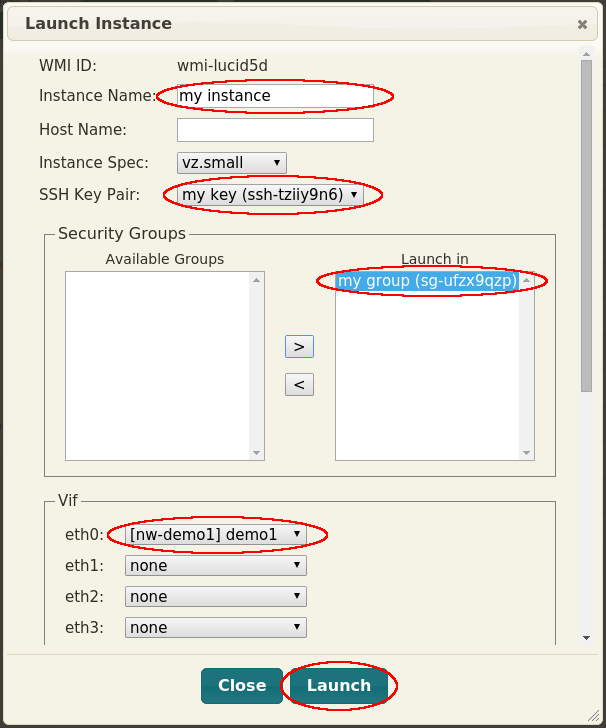 Launch Instance
WMI ID: wmi-lucid5d
Instance Name: my instance
Host Name:
Instance Spec: vz.small
SSH Key Pair: my key (ssh-tziiy9n6)
Security Groups
Available Groups Launch in
my group (sg-ufzx9qzp)
>
<
Vif
eth0: [nw-demo1] demo1
eth1: none
eth2: none
eth3: none
Close Launch